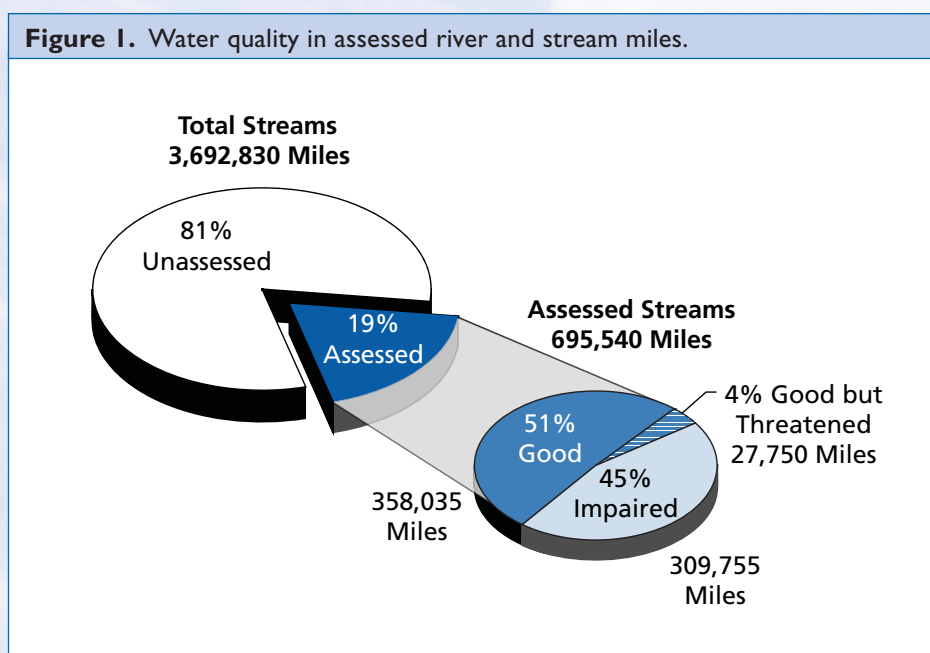 Figure 1. Water quality in assessed river and stream miles.
Total Streams
3,692,830 Miles
81%
Unassessed
19%
Assessed
Assessed Streams
695,540 Miles
51%
Good
4% Good but
Threatened
27,750 Miles
45%
Impaired
358,035
Miles
309,755
Miles